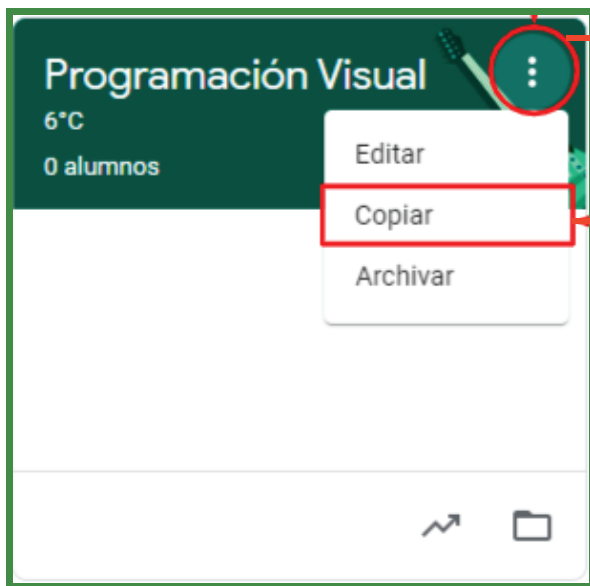 Programación Visual
6°C
0 alumnos
Editar
Copiar
Archivar